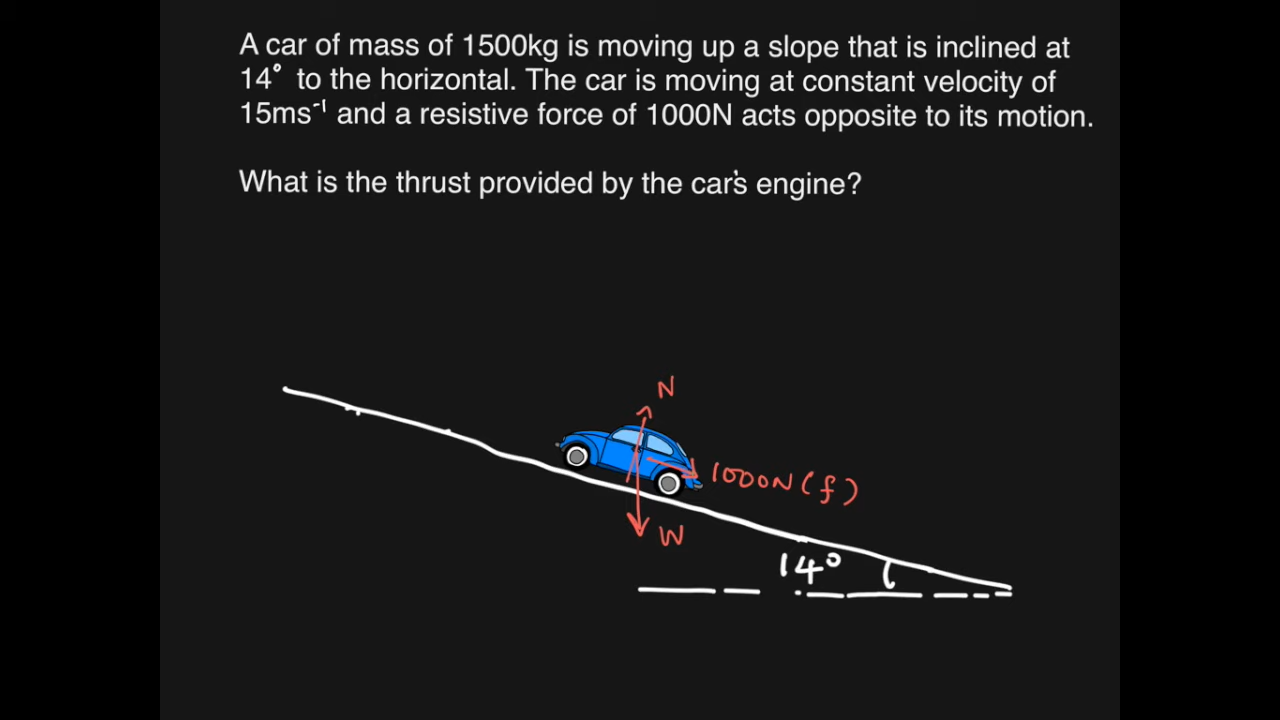 A car of mass of 1500kg is moving up a slope that is inclined at
14° to the horizontal. The car is moving at constant velocity of
15ms⁻¹ and a resistive force of 1000N acts opposite to its motion.
What is the thrust provided by the car's engine?
N
1000N (f)
W
14°